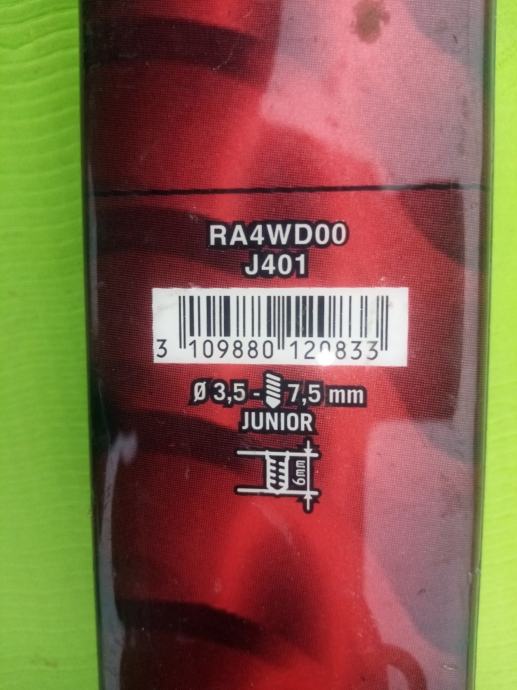 RA4WD00
J401
3 109880 120833
Ø 3,5 - 7,5 mm
JUNIOR
6mm